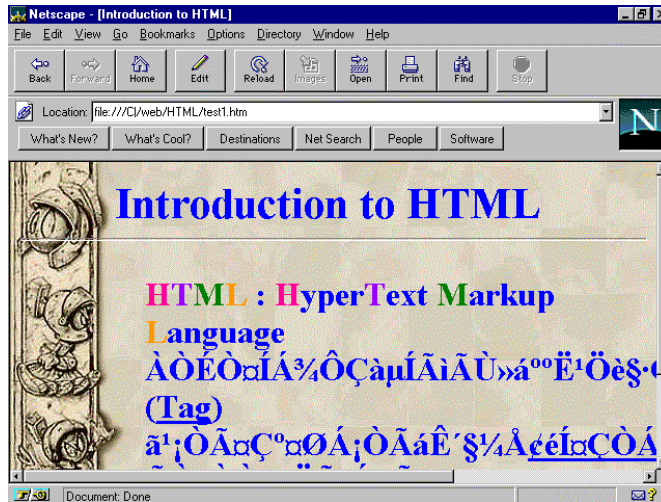 Netscape - [Introduction to HTML]
File Edit View Go Bookmarks Options Directory Window Help
Back Forward Home Edit Reload Images Open Print Find Stop
Location: file:///C|/web/HTML/test1.htm
N
What's New? What's Cool? Destinations Net Search People Software
Introduction to HTML
HTML : HyperText Markup
Language
ÀÒÉÒ¤ÍÁ¾ÔÇàµÍÃìÃÙ»áººË¹Öè§·
(Tag)
ã¹¡ÒÃ¤Çº¤ØÁ¡ÒÃáÊ´§¼Å¢éÍ¤ÇÒÁ
Document: Done